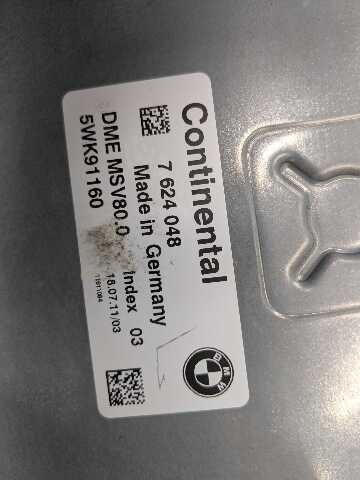 Continental
7 624 048
Made in Germany
DME MSV80.0 Index 03
5WK91160 18.07.11/03
BMW